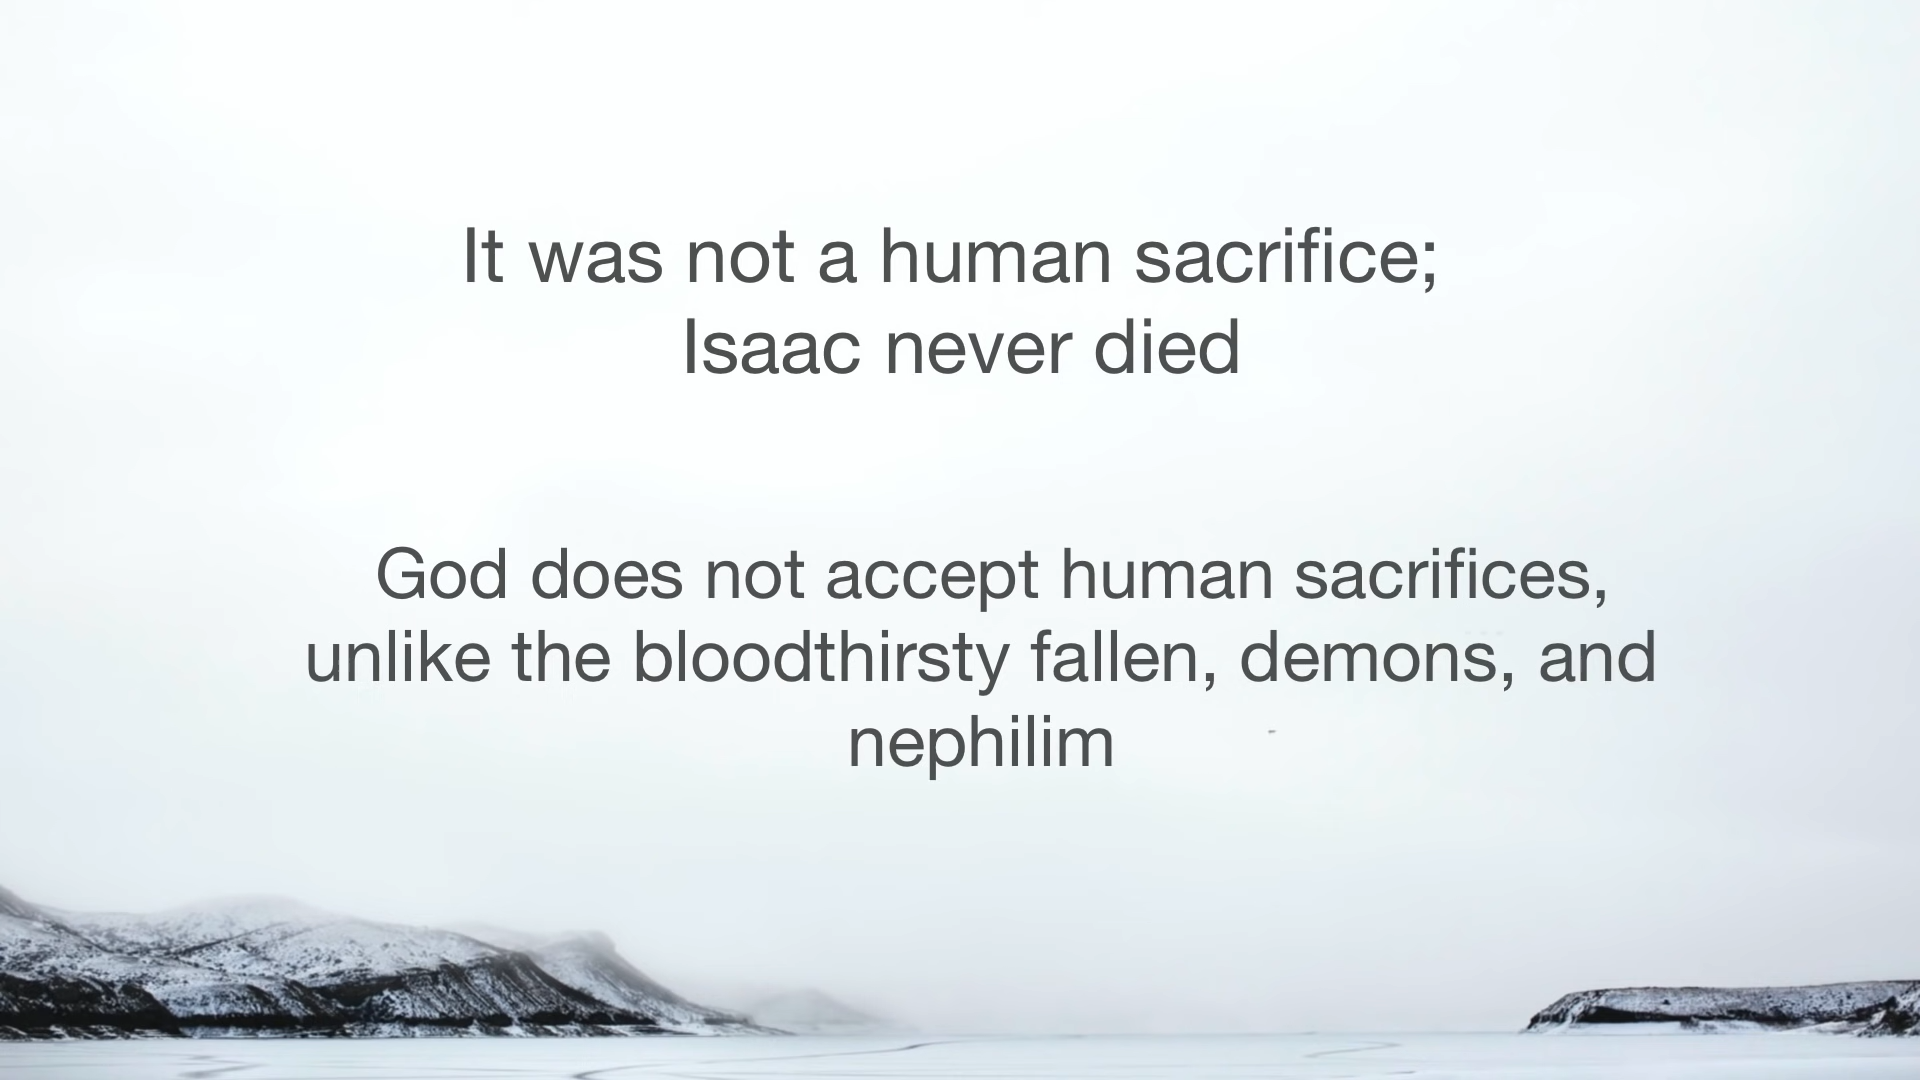 It was not a human sacrifice;
Isaac never died
God does not accept human sacrifices,
unlike the bloodthirsty fallen, demons, and
nephilim